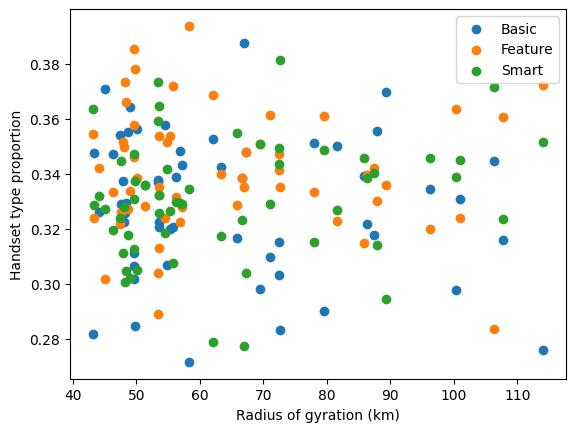 Basic
Feature
Smart
Handset type proportion
0.38
0.36
0.34
0.32
0.30
0.28
40 50 60 70 80 90 100 110
Radius of gyration (km)